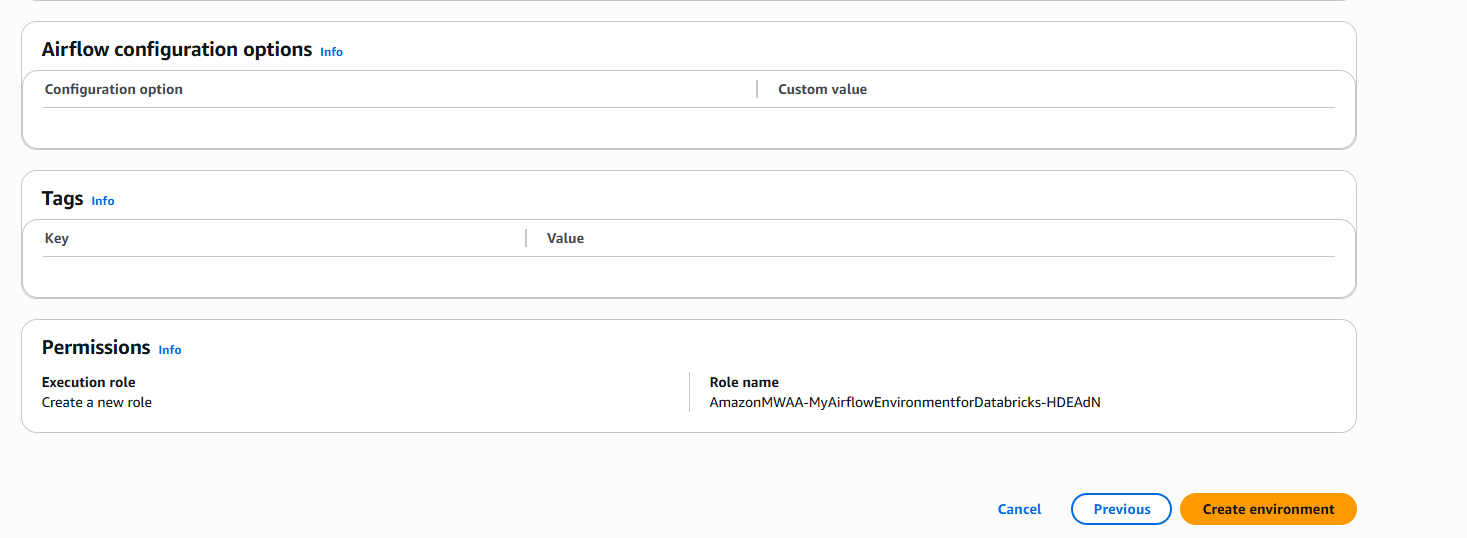 Airflow configuration options Info
Configuration option Custom value
Tags Info
Key Value
Permissions Info
Execution role Role name
Create a new role AmazonMWAA-MyAirflowEnvironmentforDatabricks-HDEAdN
Cancel Previous Create environment